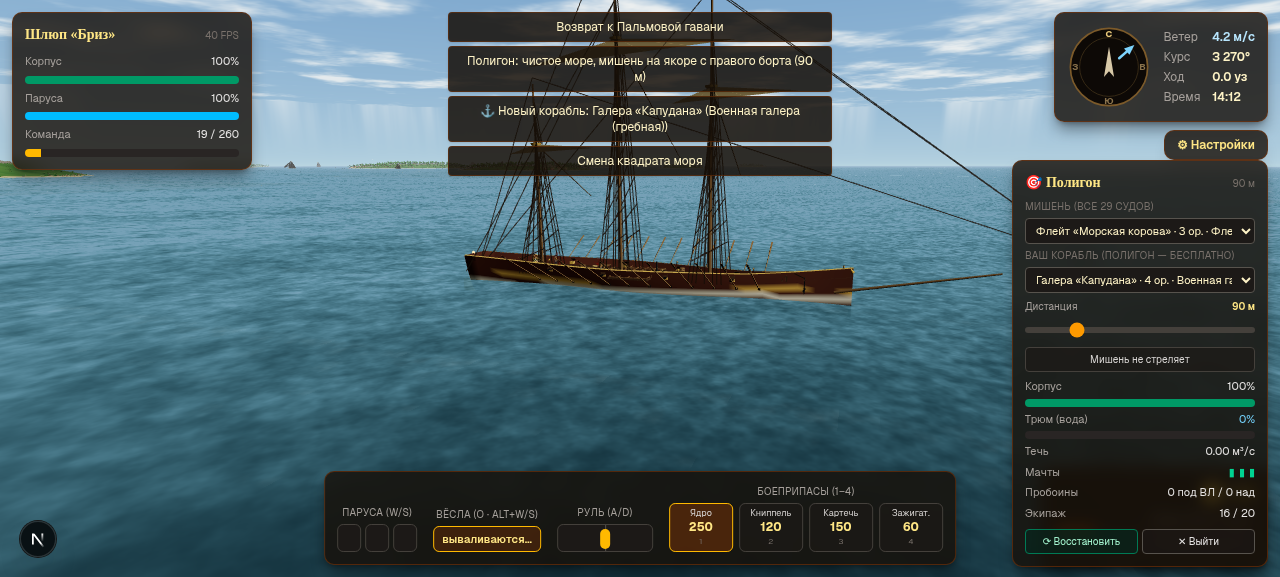 Шлюп «Бриз»
40 FPS
Корпус 100%
Паруса 100%
Команда 19 / 260
Возврат к Пальмовой гавани
Полигон: чистое море, мишень на якоре с правого борта (90
м)
⚓ Новый корабль: Галера «Капудана» (Военная галера
(гребная))
Смена квадрата моря
С
З
В
Ю
Ветер 4.2 м/с
Курс З 270°
Ход 0.0 уз
Время 14:12
⚙ Настройки
🎯 Полигон 90 м
МИШЕНЬ (ВСЕ 29 СУДОВ)
Флейт «Морская корова» · 3 ор. · Фле
ВАШ КОРАБЛЬ (ПОЛИГОН — БЕСПЛАТНО)
Галера «Капудана» · 4 ор. · Военная га
Дистанция 90 м
Мишень не стреляет
Корпус 100%
Трюм (вода) 0%
Течь 0.00 м³/с
Мачты
Пробоины 0 под ВЛ / 0 над
Экипаж 16 / 20
⟳ Восстановить
✕ Выйти
ПАРУСА (W/S)
ВЁСЛА (O · ALT+W/S)
вываливаются…
РУЛЬ (A/D)
БОЕПРИПАСЫ (1–4)
Ядро
250
1
Книппель
120
2
Картечь
150
3
Зажигат.
60
4
N